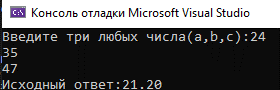 Консоль отладки Microsoft Visual Studio
Введите три любых числа(a,b,c):24
35
47
Исходный ответ:21.20